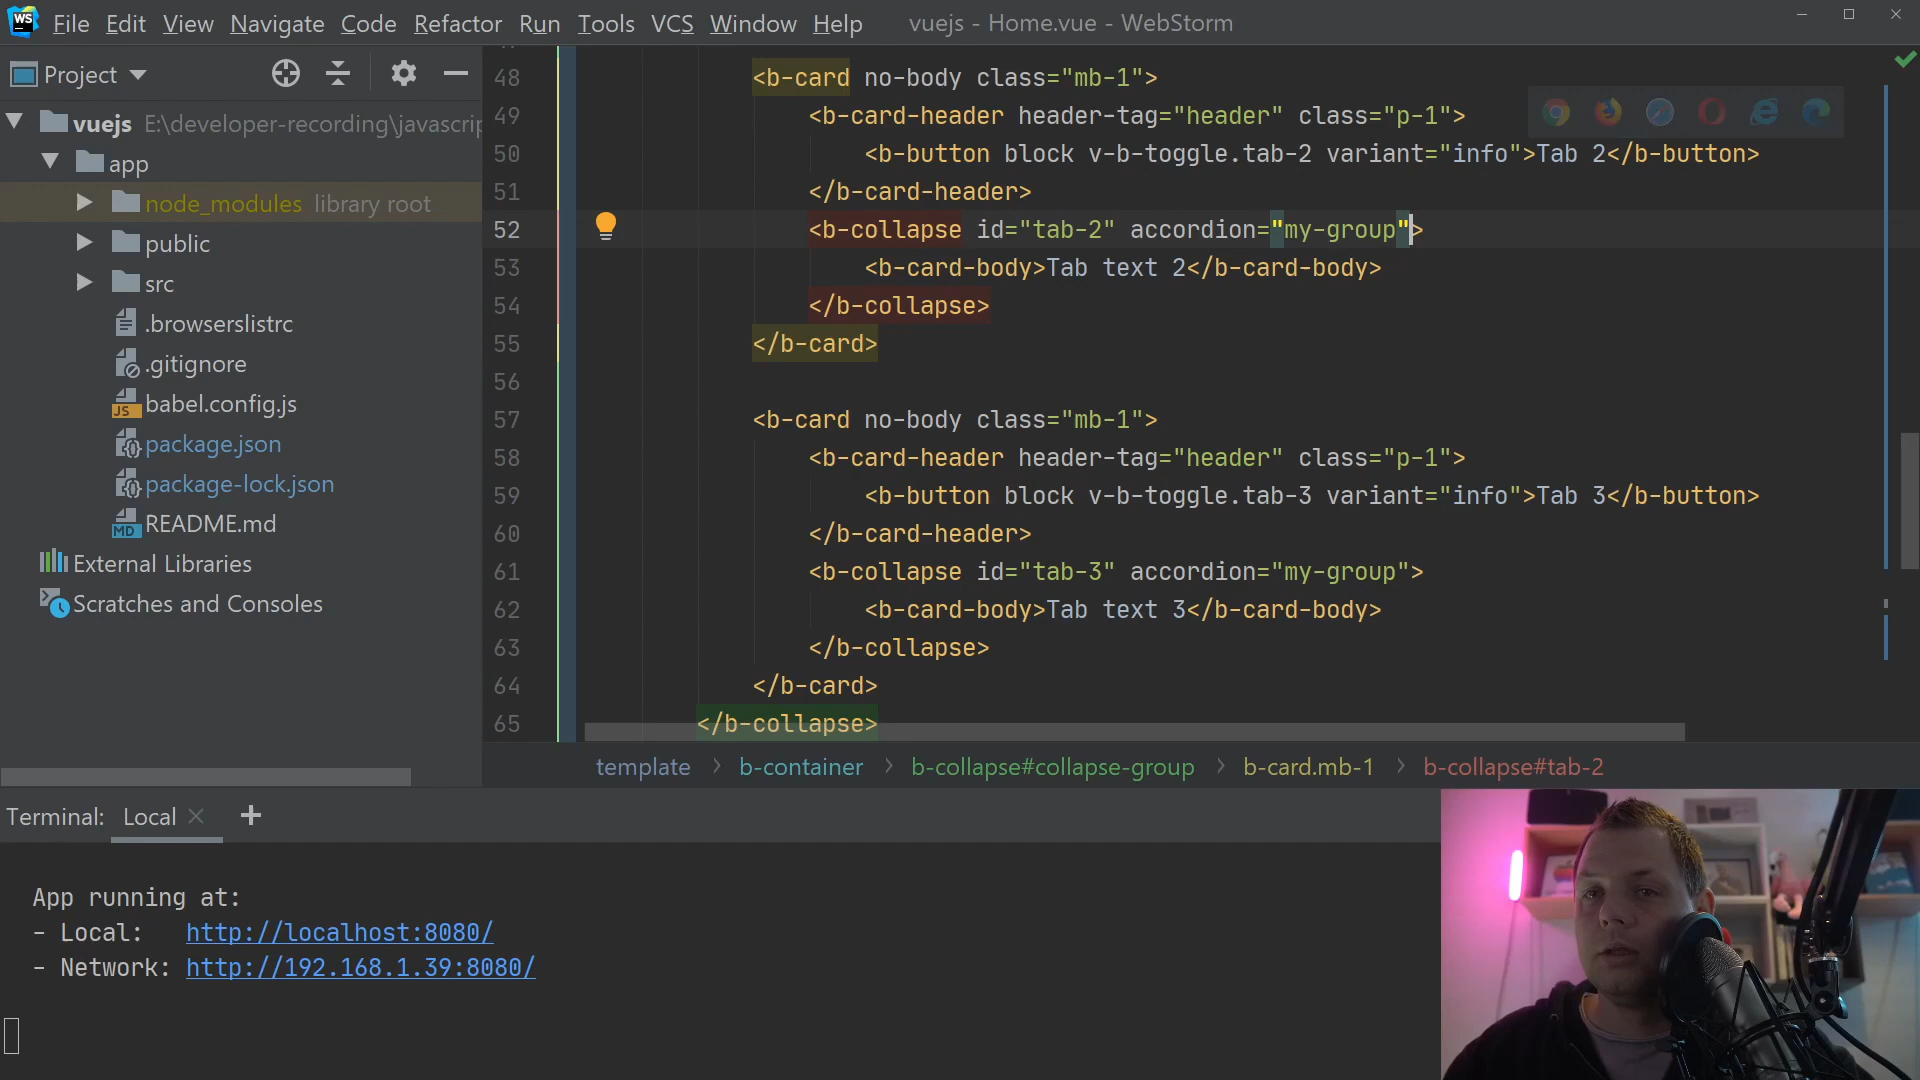 WS File Edit View Navigate Code Refactor Run Tools VCS Window Help vuejs - Home.vue - WebStorm
Project
vuejs E:\developer-recording\javascrip
app
node_modules library root
public
src
.browserslistrc
.gitignore
JS babel.config.js
package.json
package-lock.json
MD README.md
External Libraries
Scratches and Consoles
48 <b-card no-body class="mb-1">
49 <b-card-header header-tag="header" class="p-1">
50 <b-button block v-b-toggle.tab-2 variant="info">Tab 2</b-button>
51 </b-card-header>
52 <b-collapse id="tab-2" accordion="my-group">
53 <b-card-body>Tab text 2</b-card-body>
54 </b-collapse>
55 </b-card>
56
57 <b-card no-body class="mb-1">
58 <b-card-header header-tag="header" class="p-1">
59 <b-button block v-b-toggle.tab-3 variant="info">Tab 3</b-button>
60 </b-card-header>
61 <b-collapse id="tab-3" accordion="my-group">
62 <b-card-body>Tab text 3</b-card-body>
63 </b-collapse>
64 </b-card>
65 </b-collapse>
template > b-container > b-collapse#collapse-group > b-card.mb-1 > b-collapse#tab-2
Terminal: Local × +
App running at:
- Local: http://localhost:8080/
- Network: http://192.168.1.39:8080/